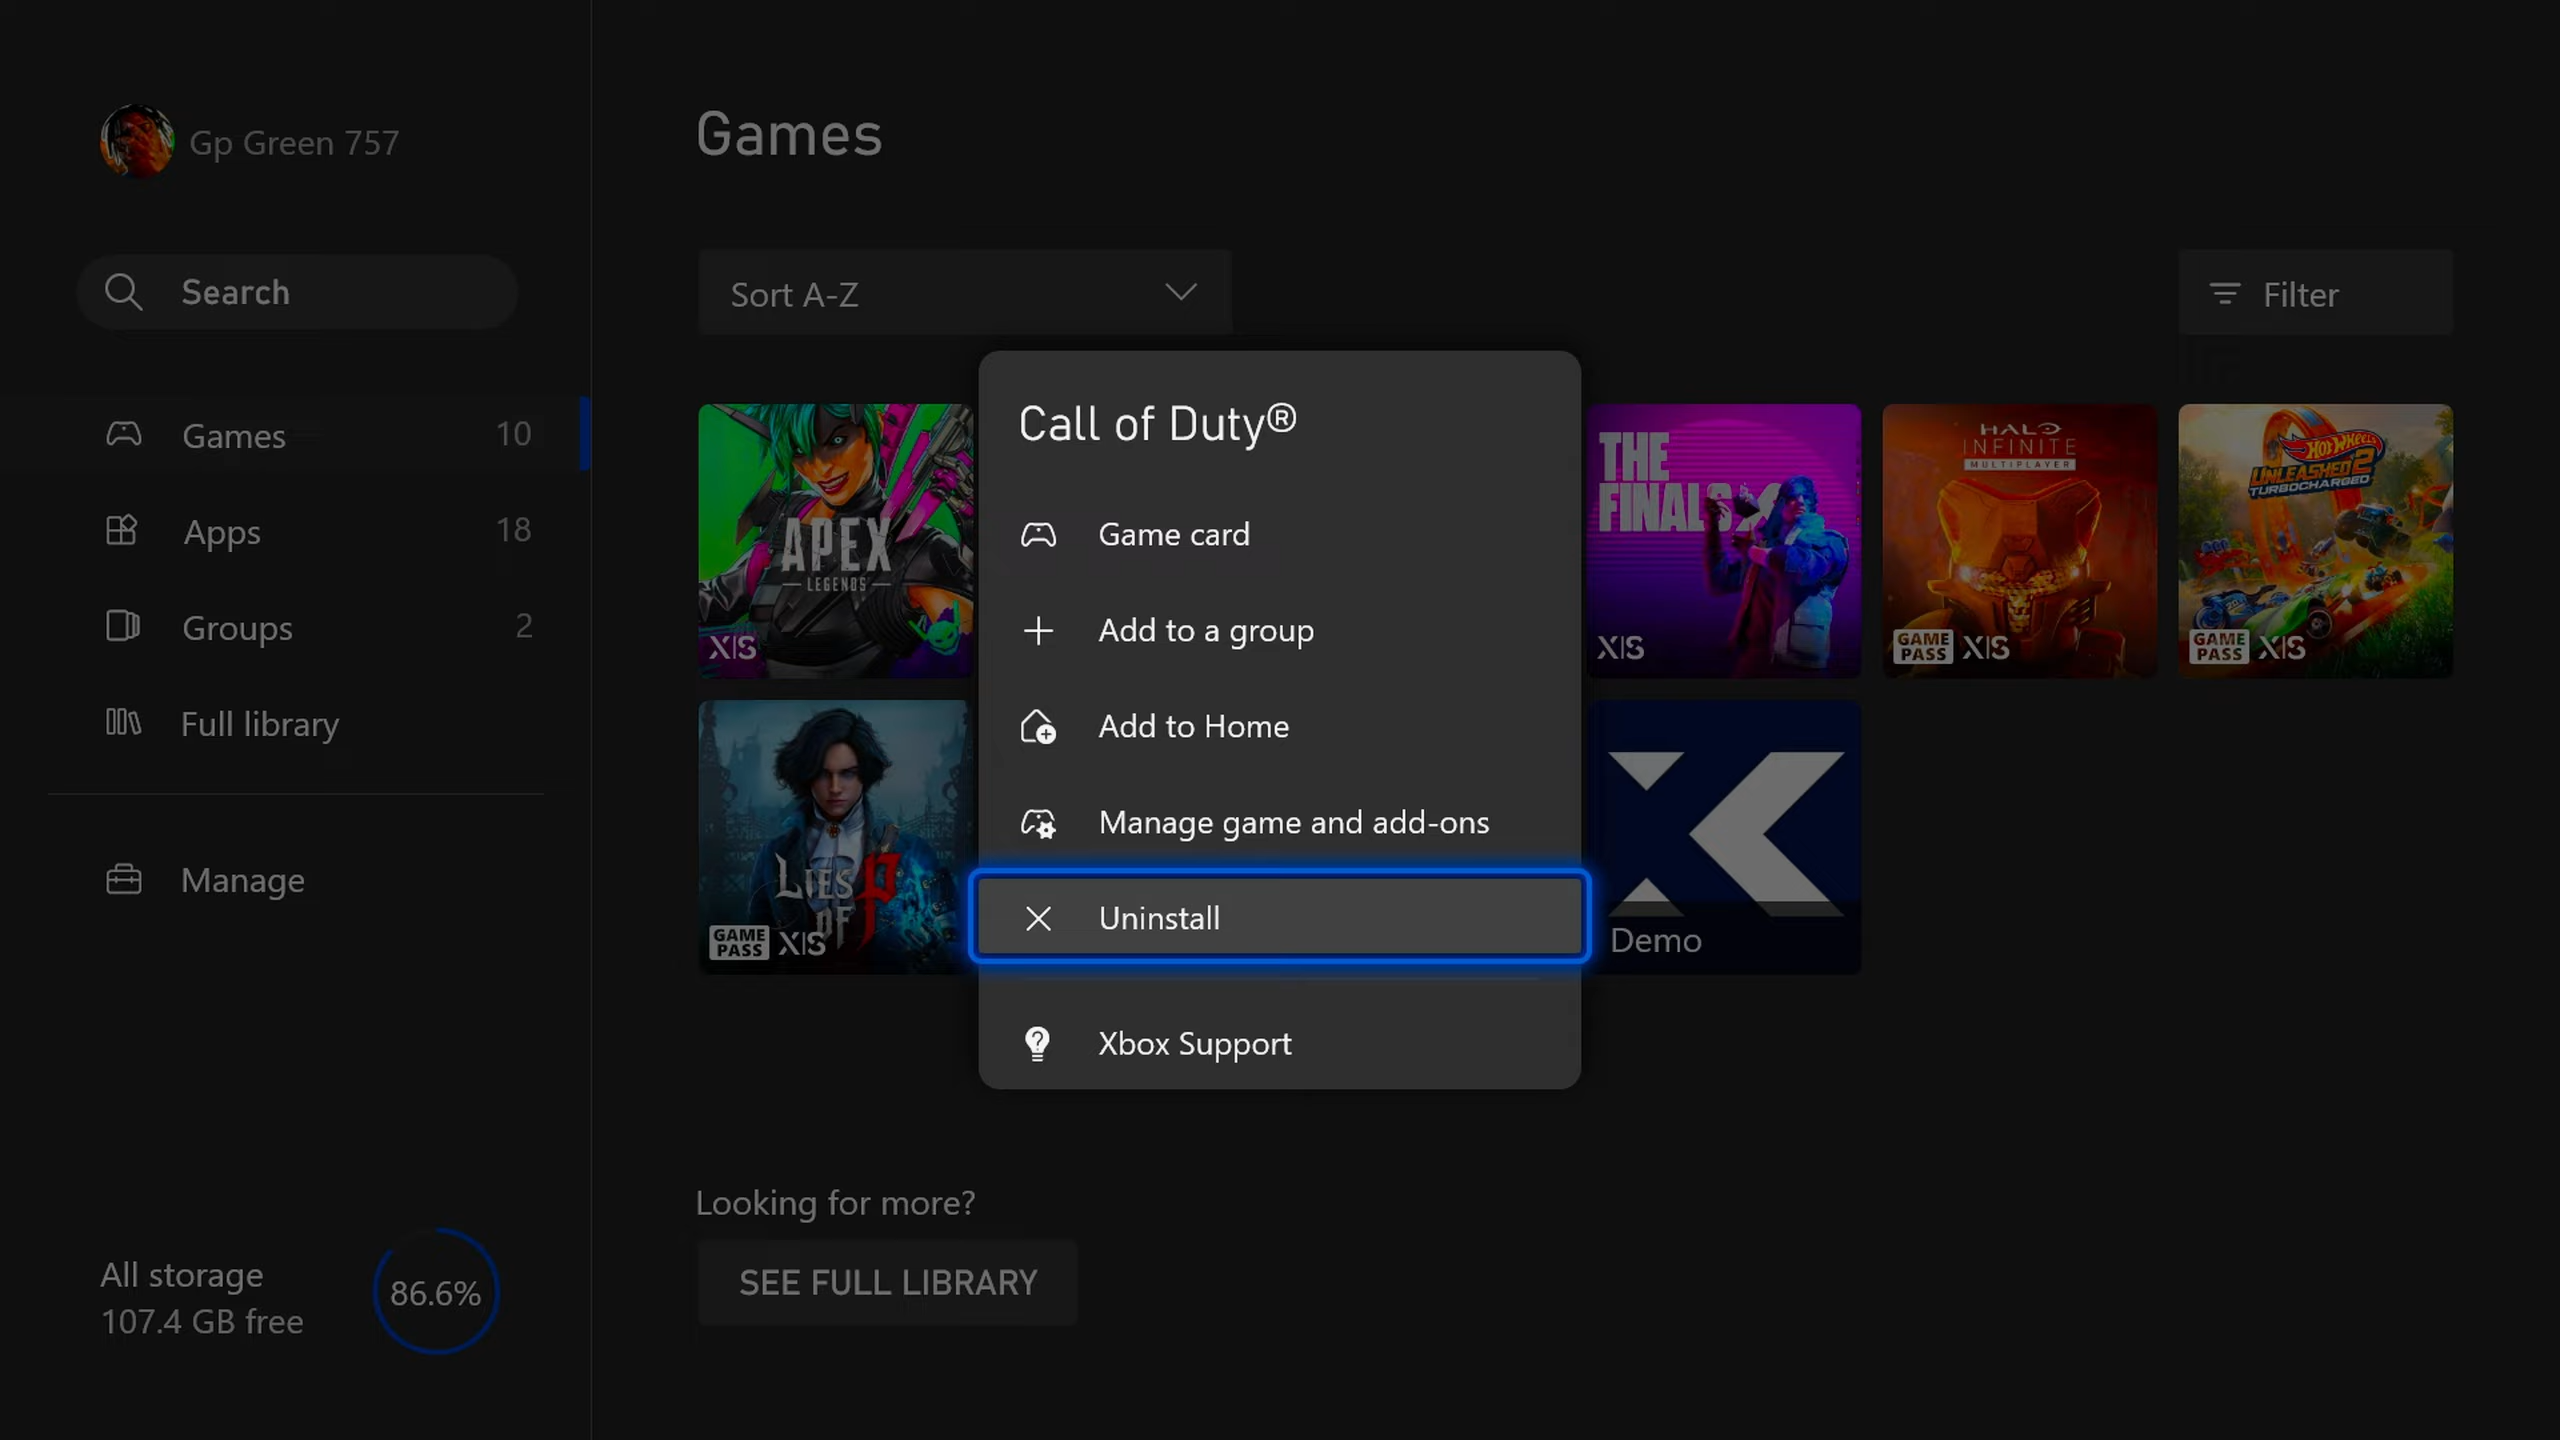 Gp Green 757
Search
Games 10
Apps 18
Groups 2
Full library
Manage
All storage
107.4 GB free
86.6%
Games
Sort A-Z
Filter
APEX
LEGENDS
X|S
THE
FINALS
X|S
HALO
INFINITE
MULTIPLAYER
GAME
PASS
X|S
HOT WHEELS
UNLEASHED 2
TURBOCHARGED
GAME
PASS
X|S
LIES
OF P
GAME
PASS
X|S
Demo
Call of Duty®
Game card
Add to a group
Add to Home
Manage game and add-ons
Uninstall
Xbox Support
Looking for more?
SEE FULL LIBRARY